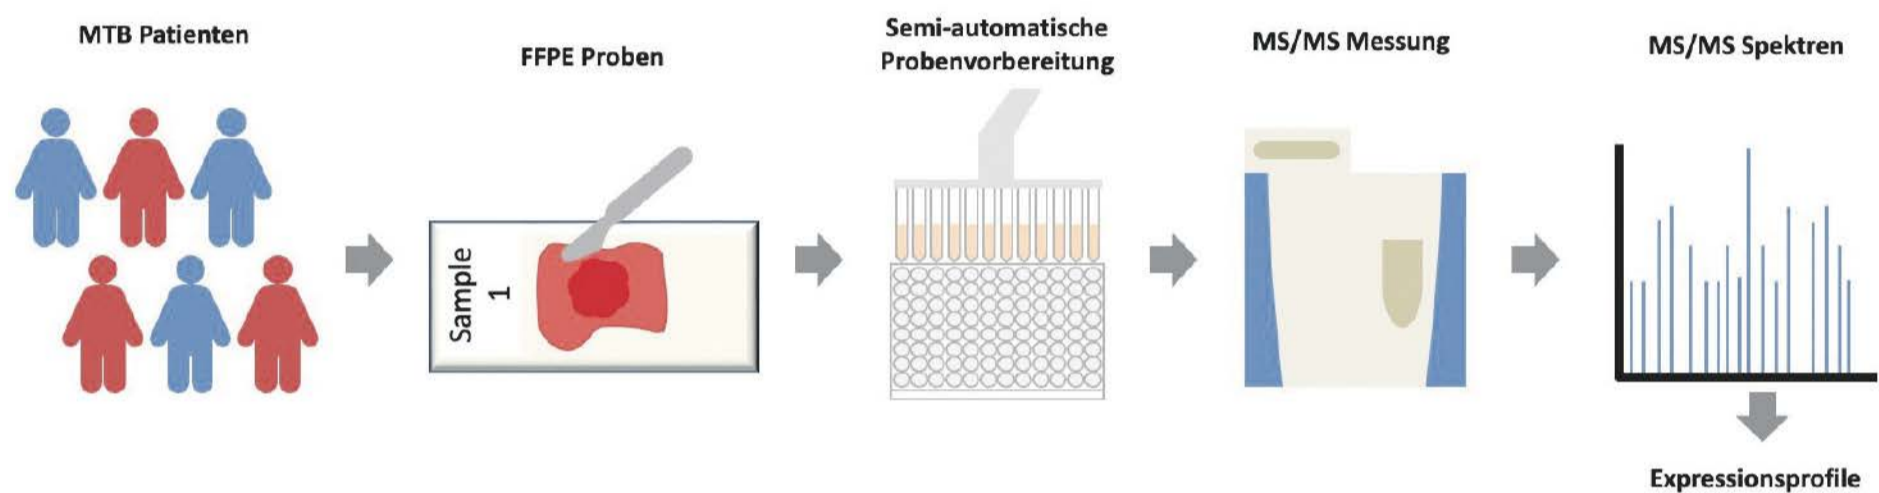 MTB Patienten
FFPE Proben
Semi-automatische
Probenvorbereitung
MS/MS Messung
MS/MS Spektren
Sample
1
Expressionsprofile